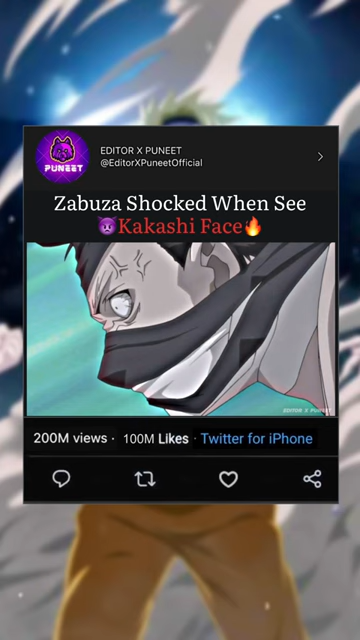 PUNEET
EDITOR X PUNEET
@EditorXPuneetOfficial
Zabuza Shocked When See
😈Kakashi Face🔥
EDITOR X PUNEET
200M views · 100M Likes · Twitter for iPhone